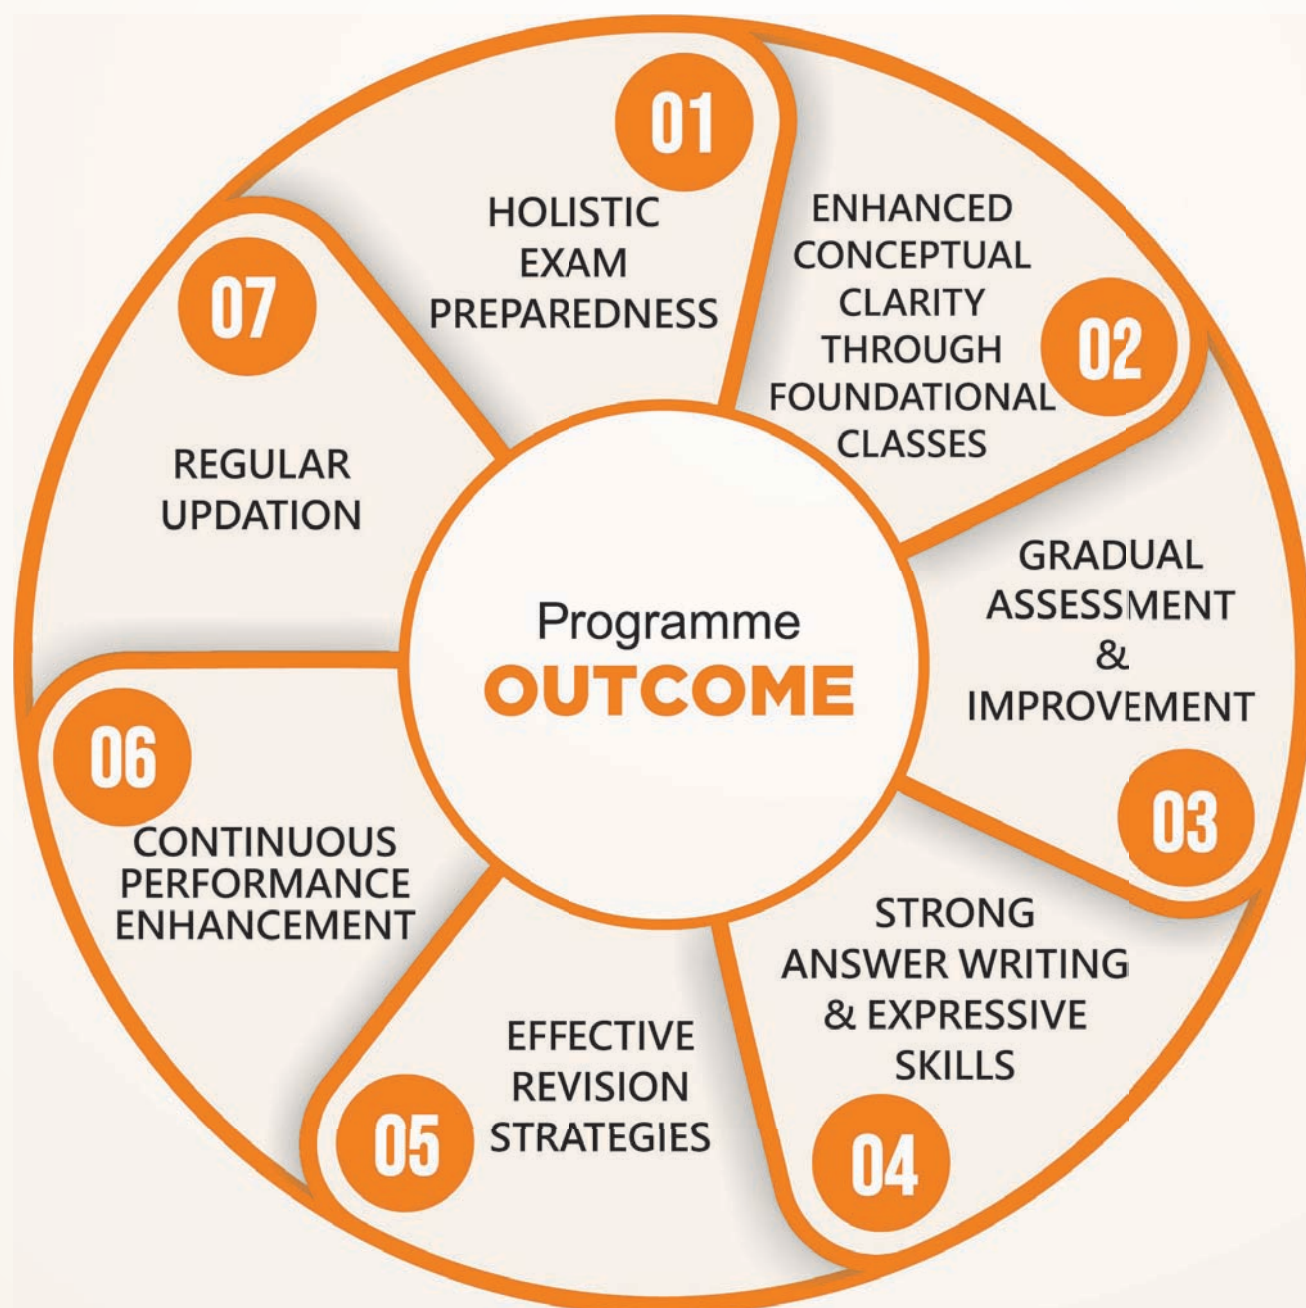 Programme
OUTCOME
01
HOLISTIC
EXAM
PREPAREDNESS
02
ENHANCED
CONCEPTUAL
CLARITY
THROUGH
FOUNDATIONAL
CLASSES
03
GRADUAL
ASSESSMENT
&
IMPROVEMENT
04
STRONG
ANSWER WRITING
& EXPRESSIVE
SKILLS
05
EFFECTIVE
REVISION
STRATEGIES
06
CONTINUOUS
PERFORMANCE
ENHANCEMENT
07
REGULAR
UPDATION